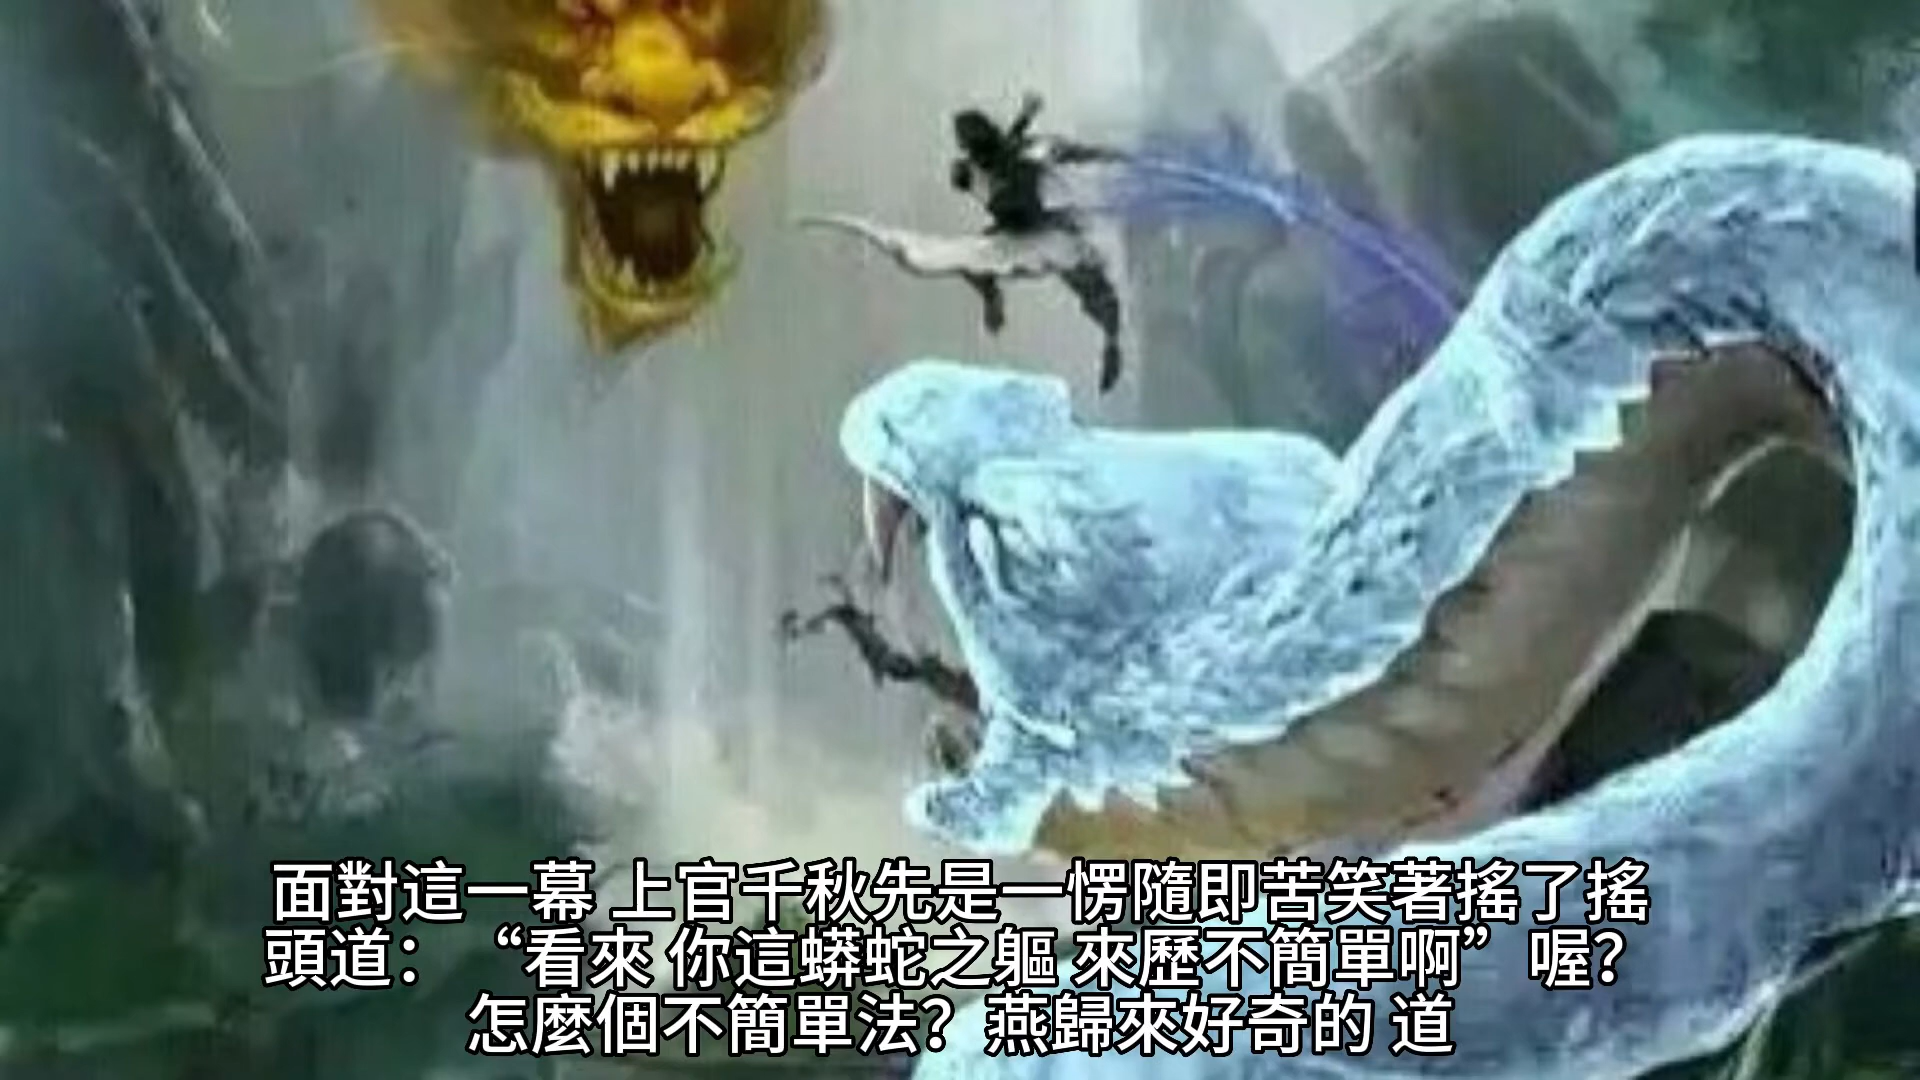 面對這一幕 上官千秋先是一愣隨即苦笑著搖了搖
頭道：“看來 你這蟒蛇之軀 來歷不簡單啊”喔？
怎麼個不簡單法？燕歸來好奇的 道